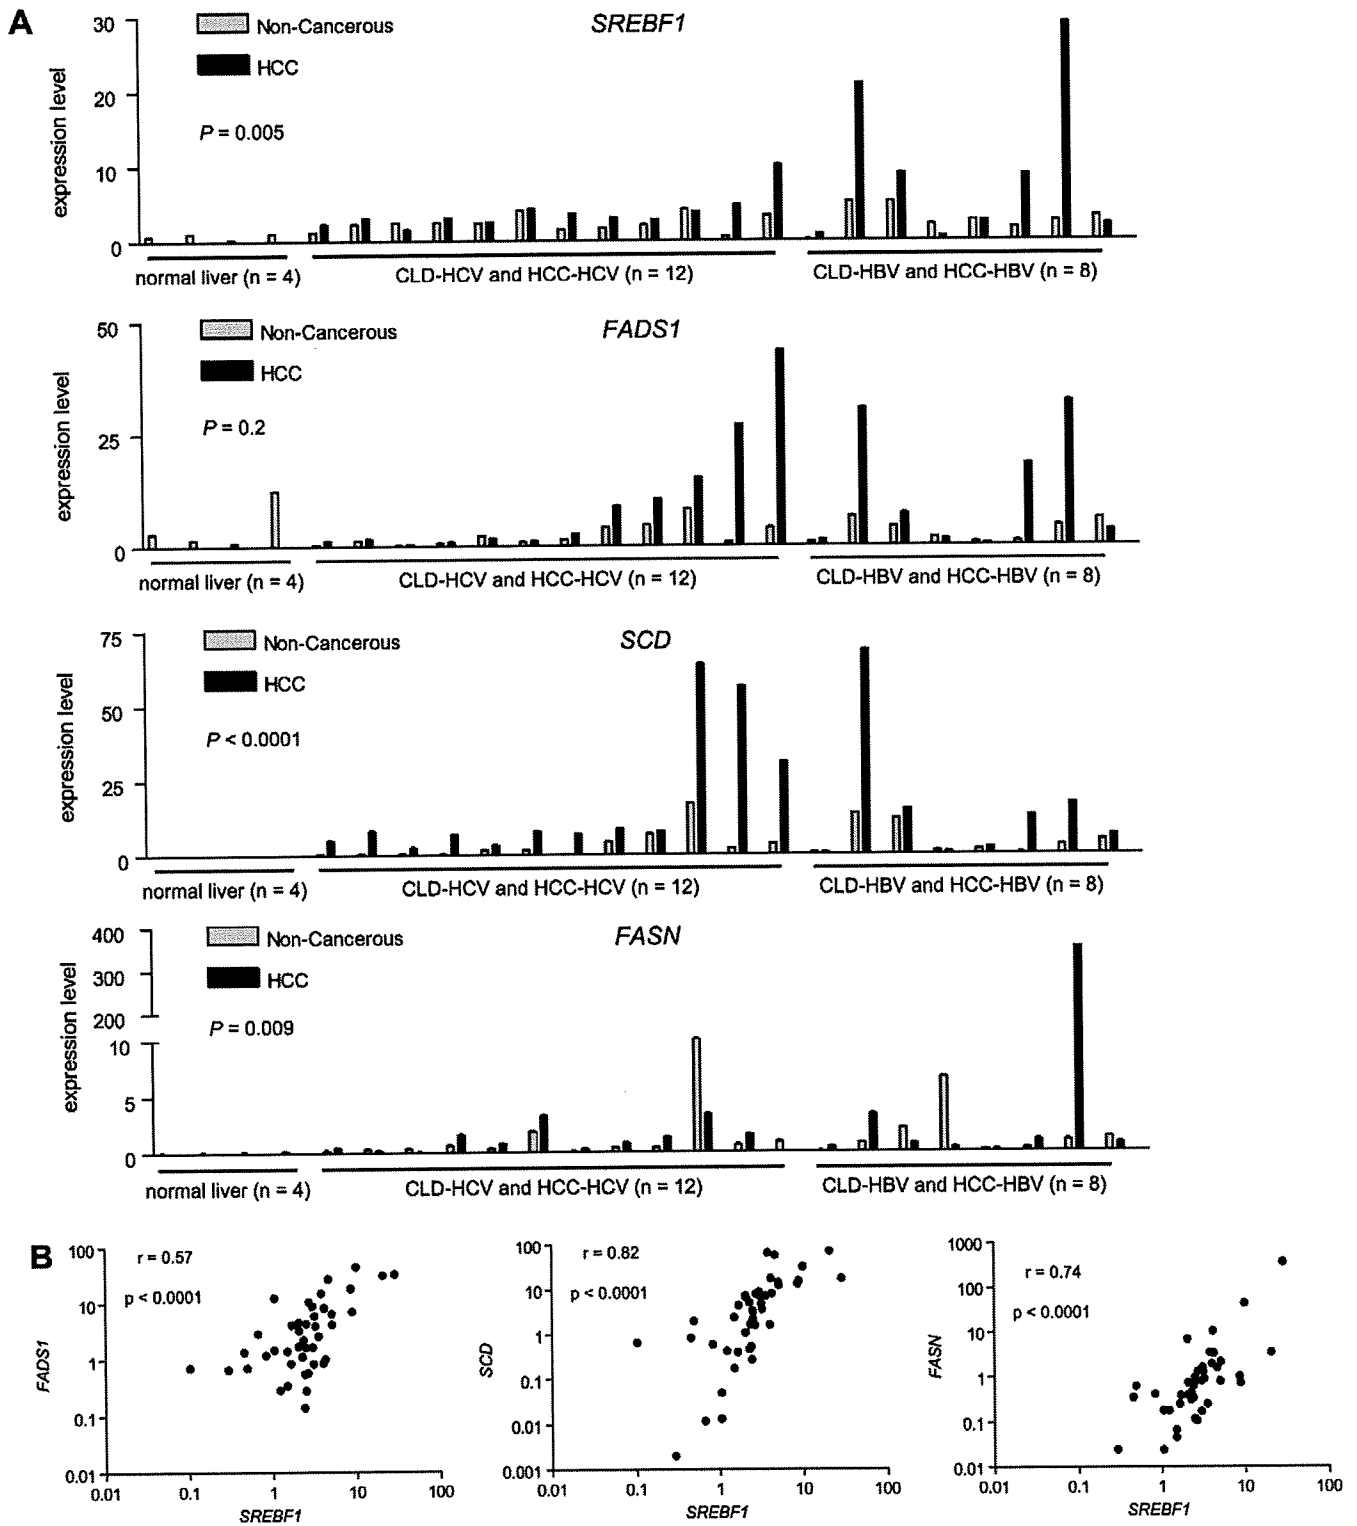 A
SREBF1
Non-Cancerous
HCC
P = 0.005
expression level
30
20
10
0
normal liver (n = 4)
CLD-HCV and HCC-HCV (n = 12)
CLD-HBV and HCC-HBV (n = 8)
FADS1
Non-Cancerous
HCC
P = 0.2
expression level
50
25
0
normal liver (n = 4)
CLD-HCV and HCC-HCV (n = 12)
CLD-HBV and HCC-HBV (n = 8)
SCD
Non-Cancerous
HCC
P < 0.0001
expression level
75
50
25
0
normal liver (n = 4)
CLD-HCV and HCC-HCV (n = 12)
CLD-HBV and HCC-HBV (n = 8)
FASN
Non-Cancerous
HCC
P = 0.009
expression level
400
300
200
10
5
0
normal liver (n = 4)
CLD-HCV and HCC-HCV (n = 12)
CLD-HBV and HCC-HBV (n = 8)
B
r = 0.57
p < 0.0001
FADS1
100
10
1
0.1
0.01
0.01 0.1 1 10 100
SREBF1
r = 0.82
p < 0.0001
SCD
100
10
1
0.1
0.01
0.001
0.01 0.1 1 10 100
SREBF1
r = 0.74
p < 0.0001
FASN
1000
100
10
1
0.1
0.01
0.01 0.1 1 10 100
SREBF1